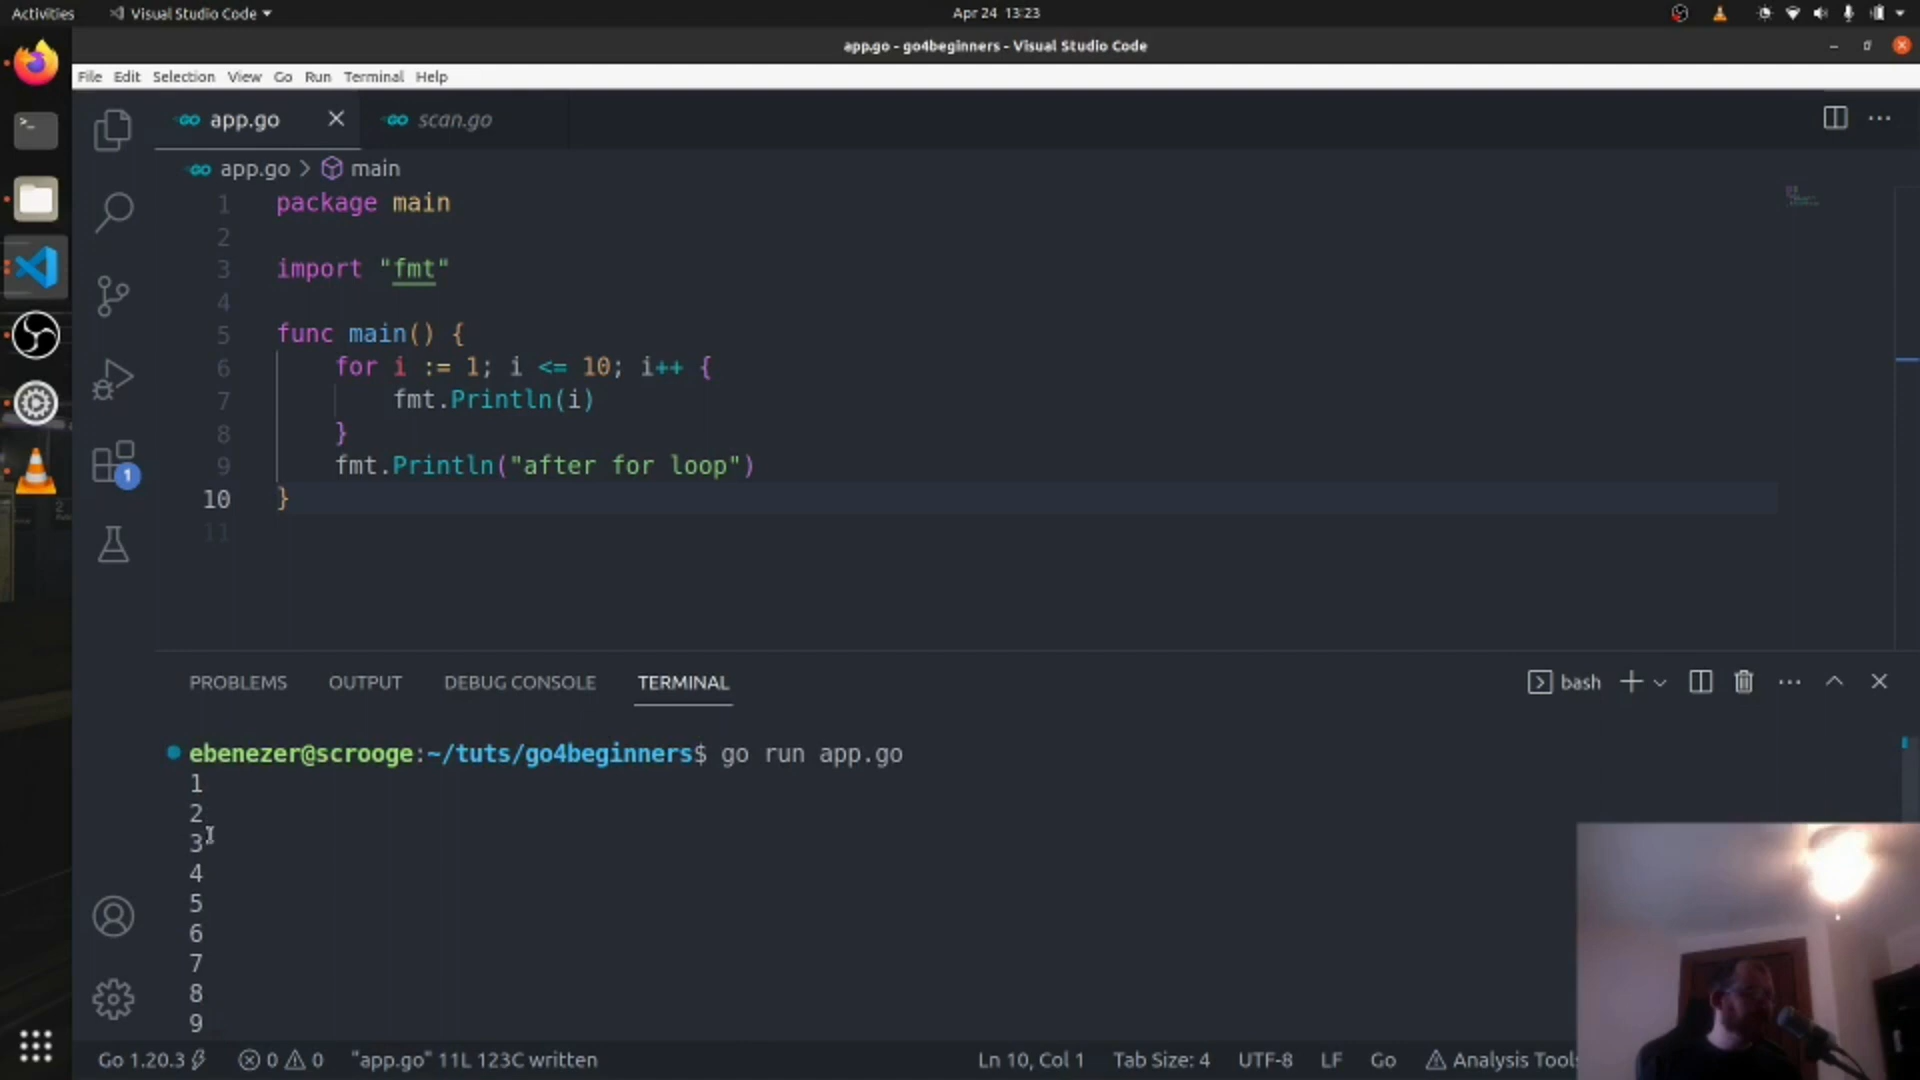 Activities
Visual Studio Code
Apr 24 13:23
app.go - go4beginners - Visual Studio Code
File Edit Selection View Go Run Terminal Help
app.go
scan.go
app.go > main
1 package main
2
3 import "fmt"
4
5 func main() {
6 for i := 1; i <= 10; i++ {
7 fmt.Println(i)
8 }
9 fmt.Println("after for loop")
10 }
11
1
PROBLEMS OUTPUT DEBUG CONSOLE TERMINAL
bash
ebenezer@scrooge:~/tuts/go4beginners$ go run app.go
1
2
3
4
5
6
7
8
9
Go 1.20.3 0 0 "app.go" 11L 123C written Ln 10, Col 1 Tab Size: 4 UTF-8 LF Go Analysis